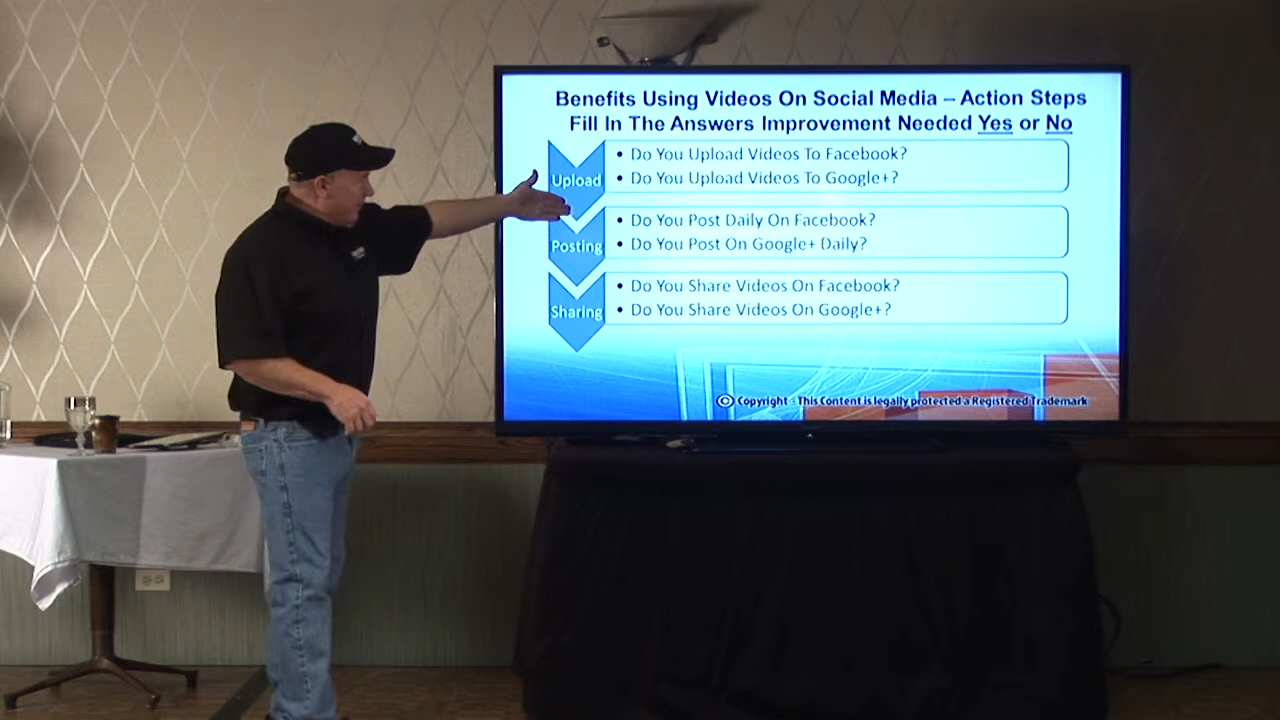 Benefits Using Videos On Social Media – Action Steps
Fill In The Answers Improvement Needed Yes or No
Upload
• Do You Upload Videos To Facebook?
• Do You Upload Videos To Google+?
Posting
• Do You Post Daily On Facebook?
• Do You Post On Google+ Daily?
Sharing
• Do You Share Videos On Facebook?
• Do You Share Videos On Google+?
© Copyright - This Content is legally protected a Registered Trademark